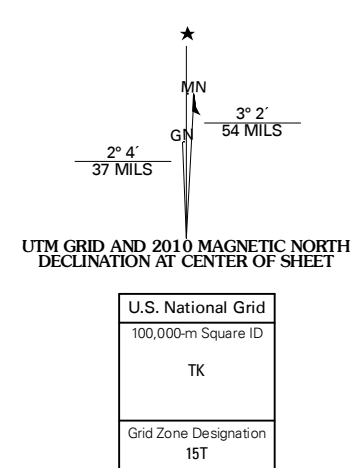 MN
3° 2´
54 MILS
GN
2° 4´
37 MILS
UTM GRID AND 2010 MAGNETIC NORTH
DECLINATION AT CENTER OF SHEET
U.S. National Grid
100,000-m Square ID
TK
Grid Zone Designation
15T